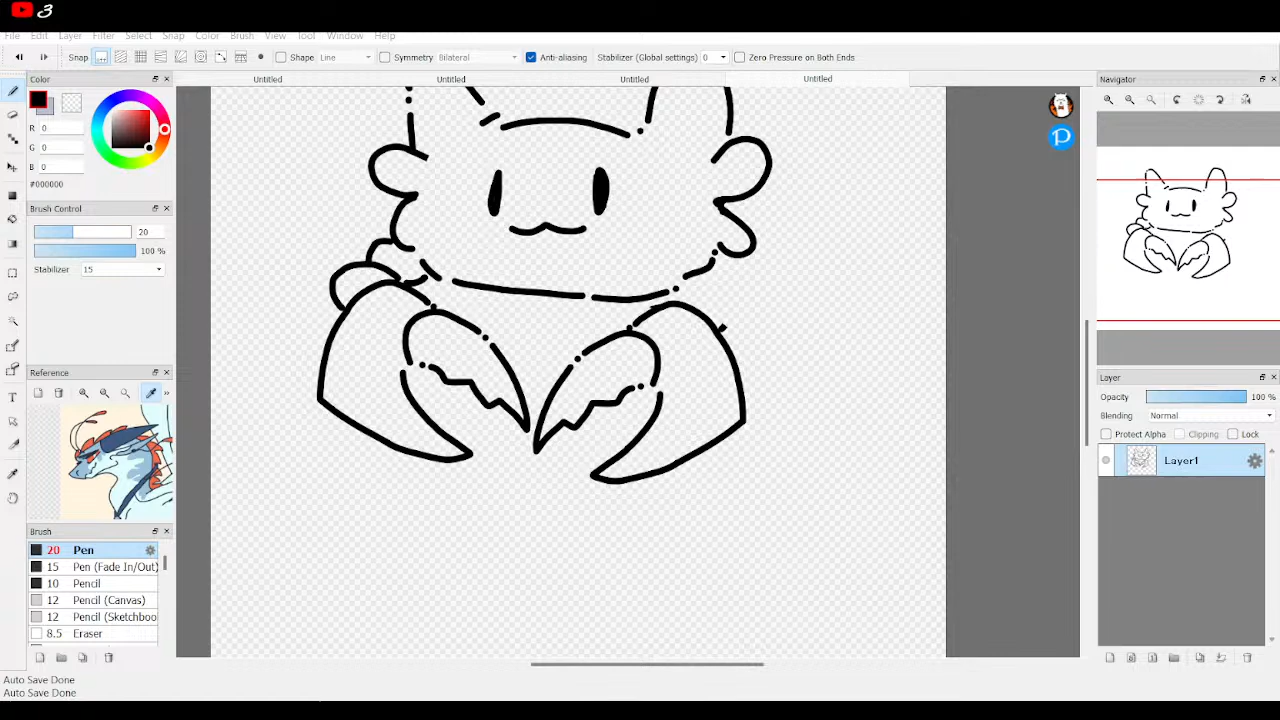 3
File Edit Layer Filter Select Snap Color Brush View Tool Window Help
Snap Shape Line Symmetry Bilateral Anti-aliasing Stabilizer (Global settings) 0 Zero Pressure on Both Ends
Untitled Untitled Untitled Untitled
Color
R 0
G 0
B 0
#000000
Brush Control
20
100 %
Stabilizer 15
Reference
Brush
20 Pen
15 Pen (Fade In/Out)
10 Pencil
12 Pencil (Canvas)
12 Pencil (Sketchboo
8.5 Eraser
Auto Save Done
Auto Save Done
Navigator
Layer
Opacity 100 %
Blending Normal
Protect Alpha Clipping Lock
Layer1